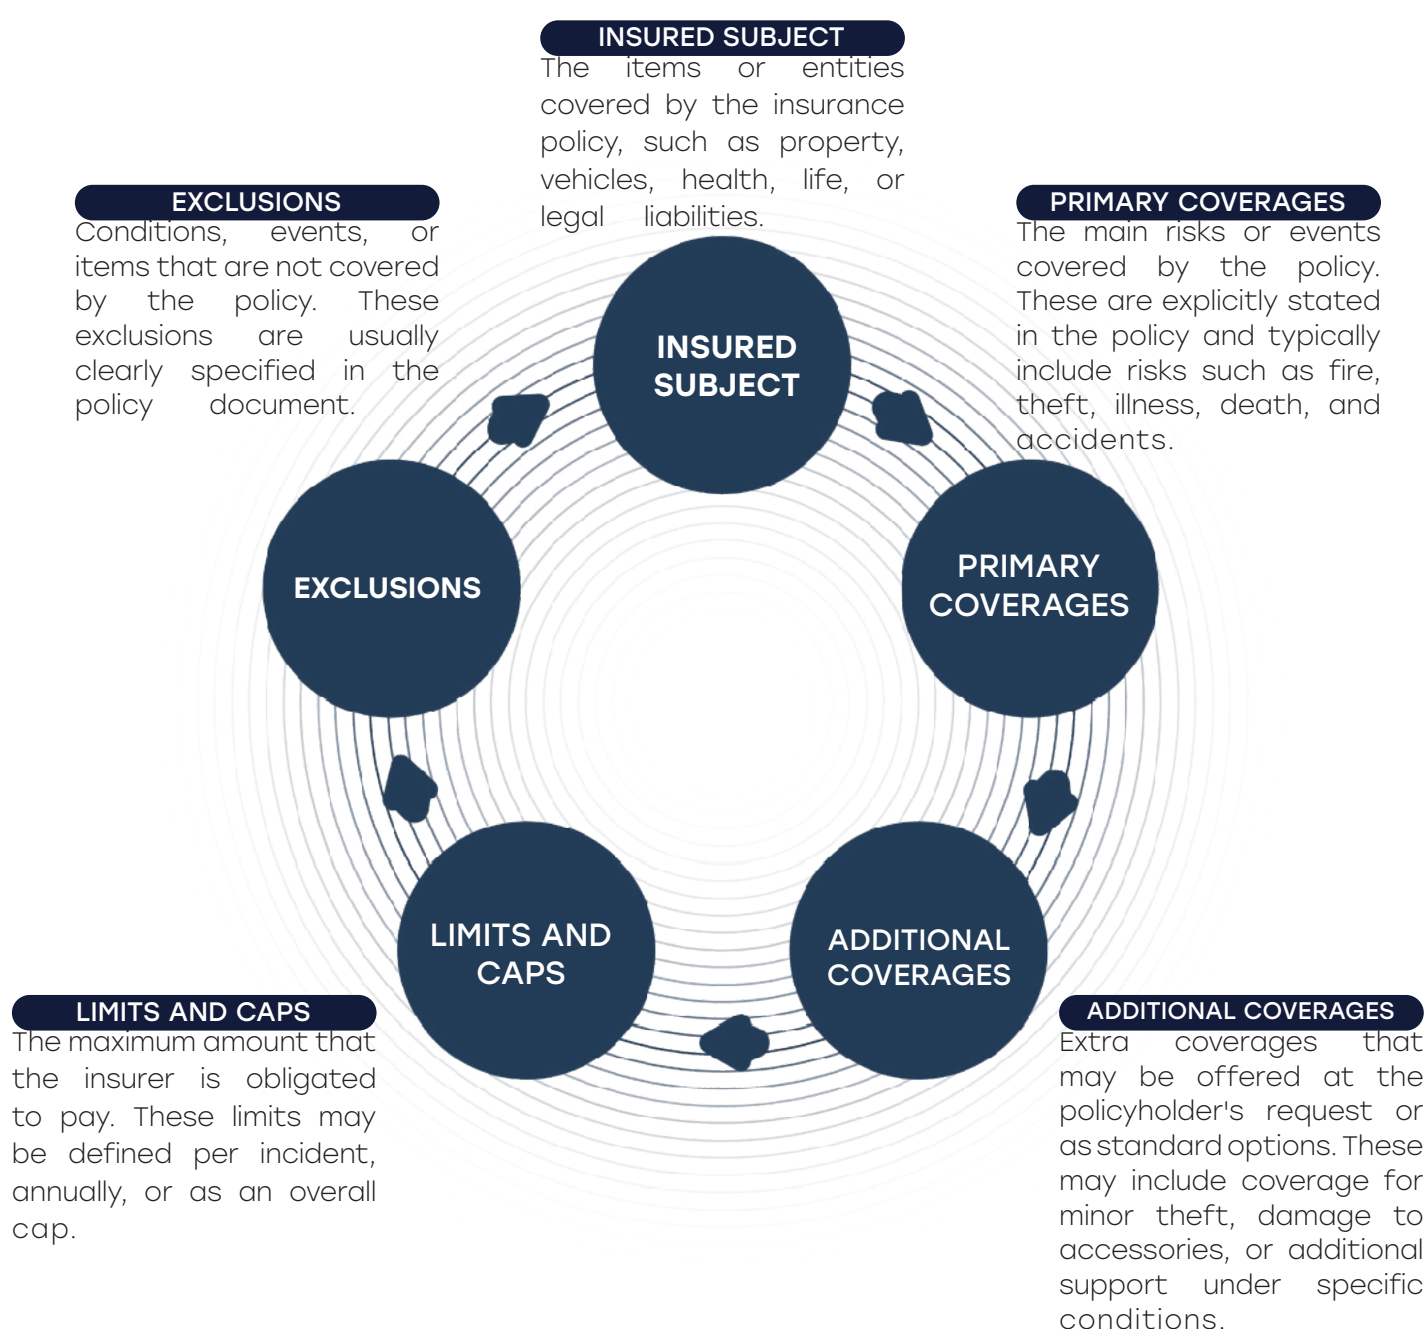 INSURED SUBJECT
The items or entities
covered by the insurance
policy, such as property,
vehicles, health, life, or
legal liabilities.
EXCLUSIONS
Conditions, events, or
items that are not covered
by the policy. These
exclusions are usually
clearly specified in the
policy document.
PRIMARY COVERAGES
The main risks or events
covered by the policy.
These are explicitly stated
in the policy and typically
include risks such as fire,
theft, illness, death, and
accidents.
INSURED
SUBJECT
EXCLUSIONS
PRIMARY
COVERAGES
LIMITS AND
CAPS
ADDITIONAL
COVERAGES
LIMITS AND CAPS
The maximum amount that
the insurer is obligated
to pay. These limits may
be defined per incident,
annually, or as an overall
cap.
ADDITIONAL COVERAGES
Extra coverages that
may be offered at the
policyholder's request or
as standard options. These
may include coverage for
minor theft, damage to
accessories, or additional
support under specific
conditions.